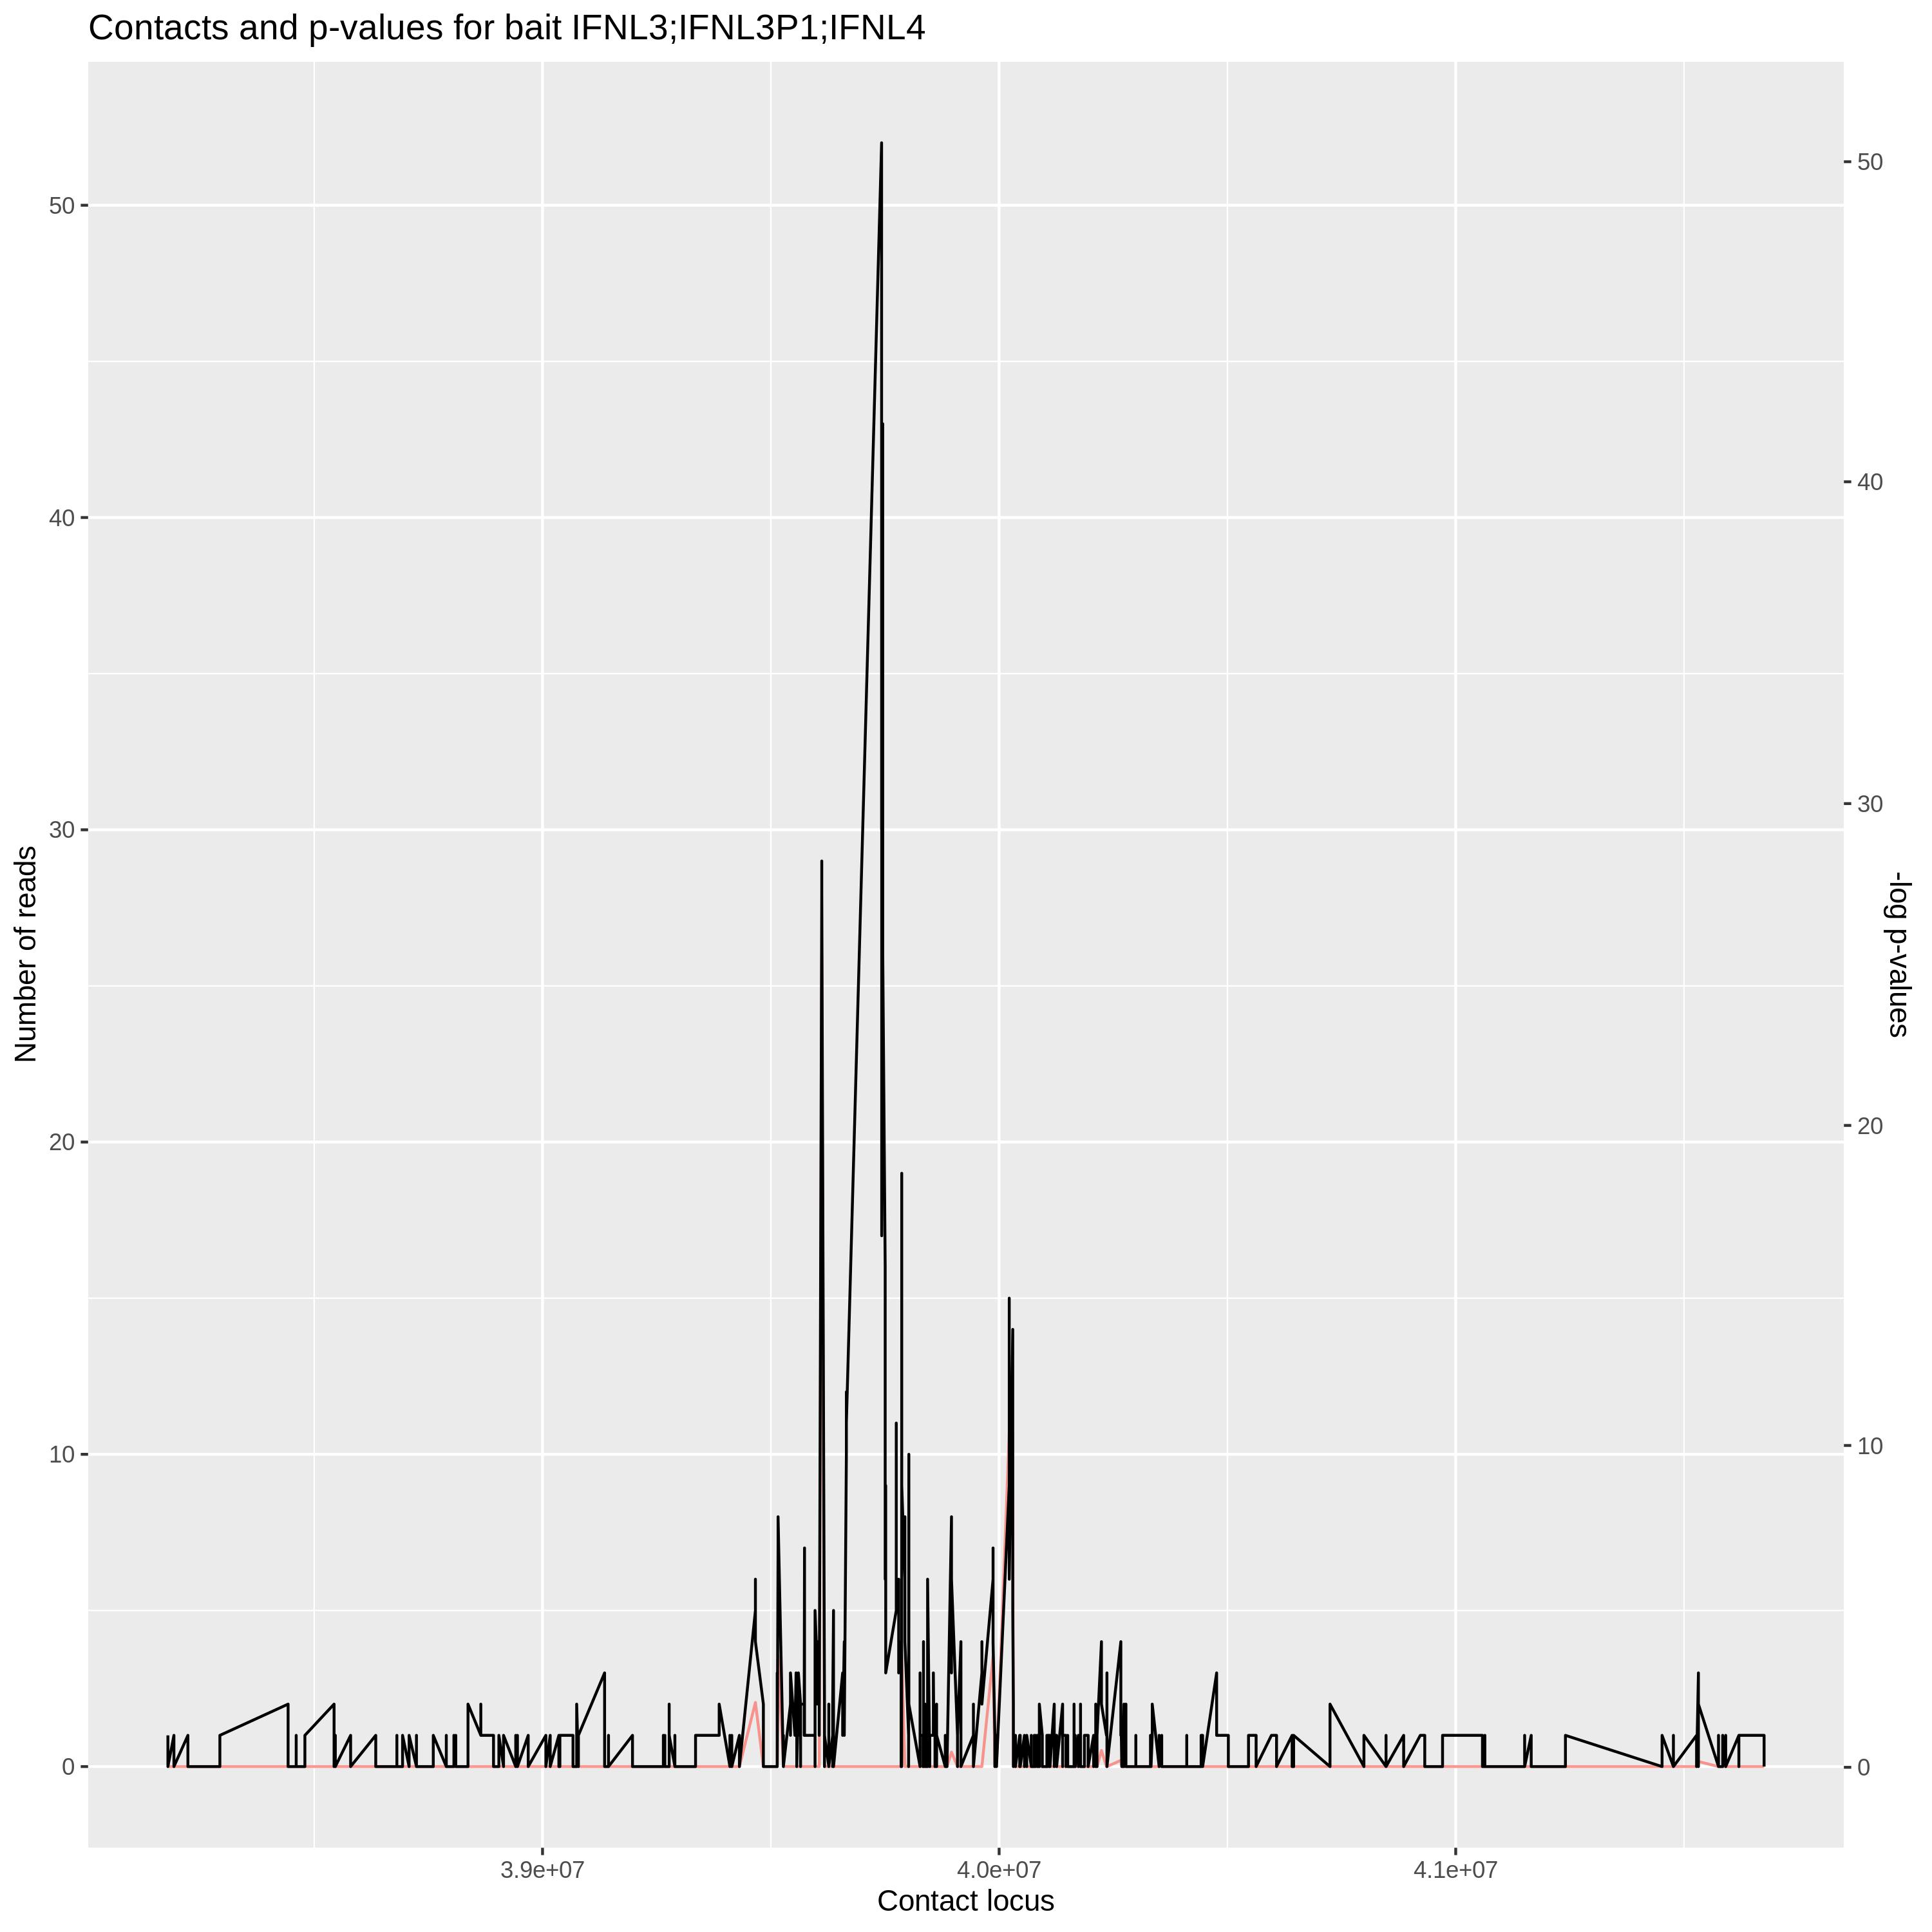 Contacts and p-values for bait IFNL3;IFNL3P1;IFNL4
50
40
30
20
10
0
Number of reads
50
40
30
20
10
0
-log p-values
3.9e+07
4.0e+07
4.1e+07
Contact locus